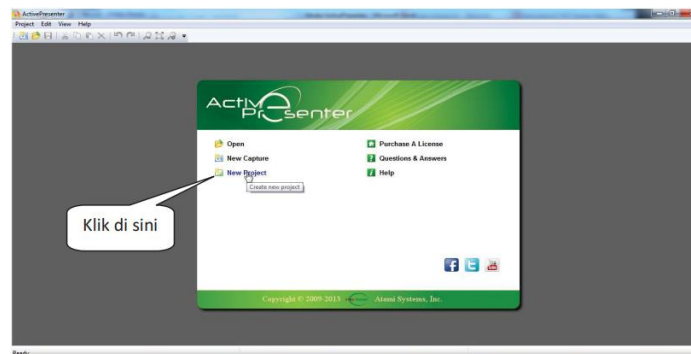 ActivePresenter
Project Edit View Help
ActivePresenter
Open
New Capture
New Project
Create new project
Purchase A License
Questions & Answers
Help
Klik di sini
Copyright © 2009-2013 Atomi Systems, Inc.
Ready